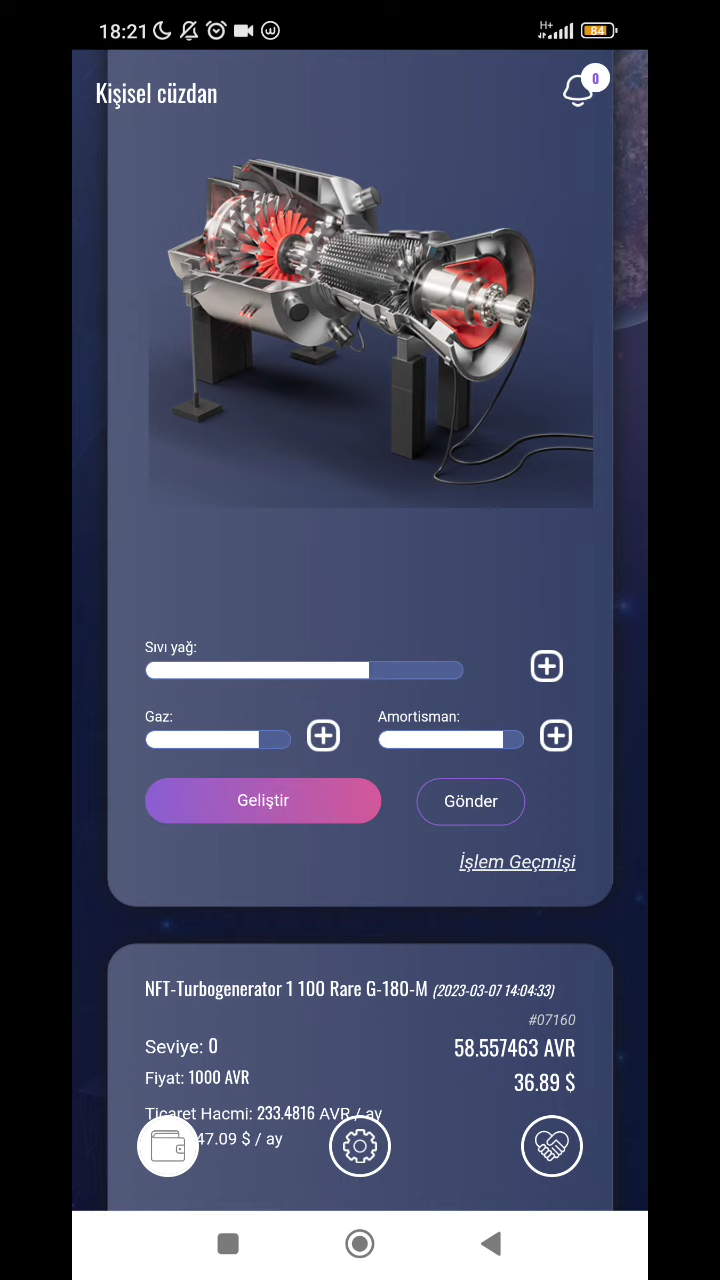 18:21 H+ 84
Kişisel cüzdan
0
Sıvı yağ:
Gaz: Amortisman:
Geliştir Gönder
İşlem Geçmişi
NFT-Turbogenerator 1 100 Rare G-180-M (2023-03-07 14:04:33)
#07160
Seviye: 0 58.557463 AVR
Fiyat: 1000 AVR 36.89 $
Ticaret Hacmi: 233.4816 AVR / ay
47.09 $ / ay